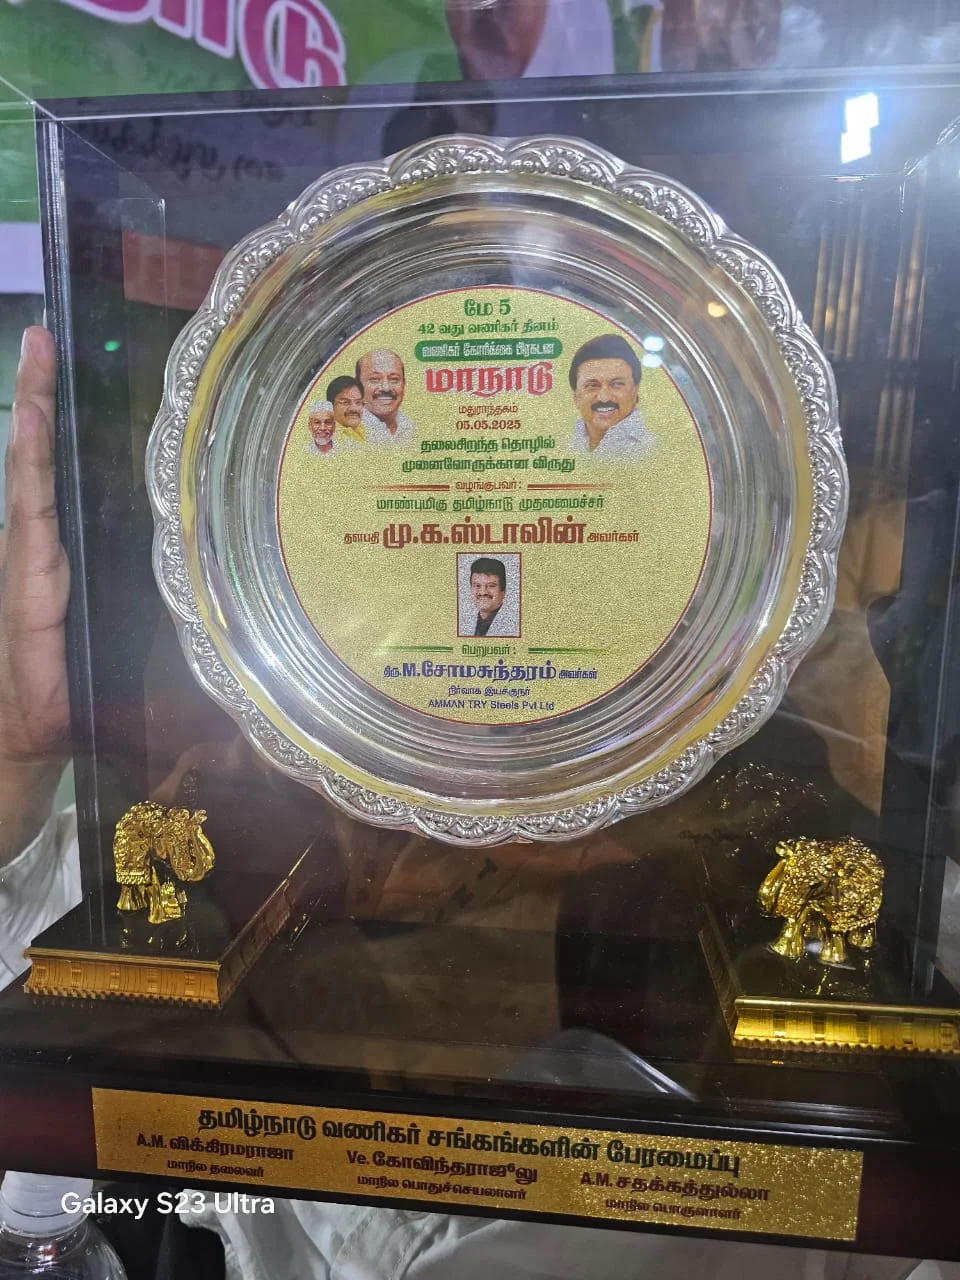 மே 5
42 வது வணிகர் தினம்
வணிகர் கோரிக்கை பிரகடன
மாநாடு
மதுராந்தகம்
05.05.2025
தலைசிறந்த தொழில்
முனைவோருக்கான விருது
வழங்குபவர் :
மாண்புமிகு தமிழ்நாடு முதலமைச்சர்
தளபதி மு.க.ஸ்டாலின் அவர்கள்
பெறுபவர் :
திரு.M.சோமசுந்தரம் அவர்கள்
நிர்வாக இயக்குநர்
AMMAN TRY Steels Pvt Ltd
தமிழ்நாடு வணிகர் சங்கங்களின் பேரமைப்பு
A.M. விக்கிரமராஜா
மாநில தலைவர்
Ve. கோவிந்தராஜூலு
மாநில பொதுச்செயலாளர்
A.M. சதக்கத்துல்லா
மாநில பொருளாளர்
Galaxy S23 Ultra